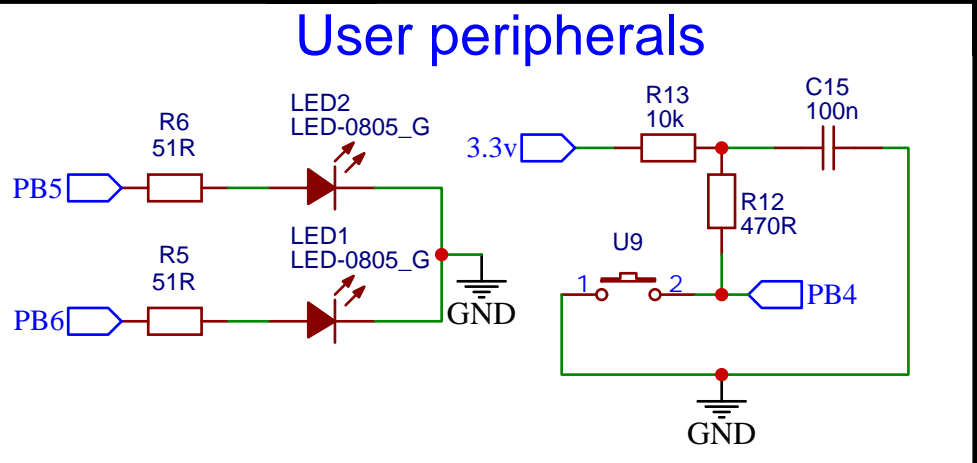 User peripherals
R6
51R
LED2
LED-0805_G
PB5
R5
51R
LED1
LED-0805_G
PB6
GND
R13
10k
C15
100n
3.3v
R12
470R
U9
1
2
PB4
GND